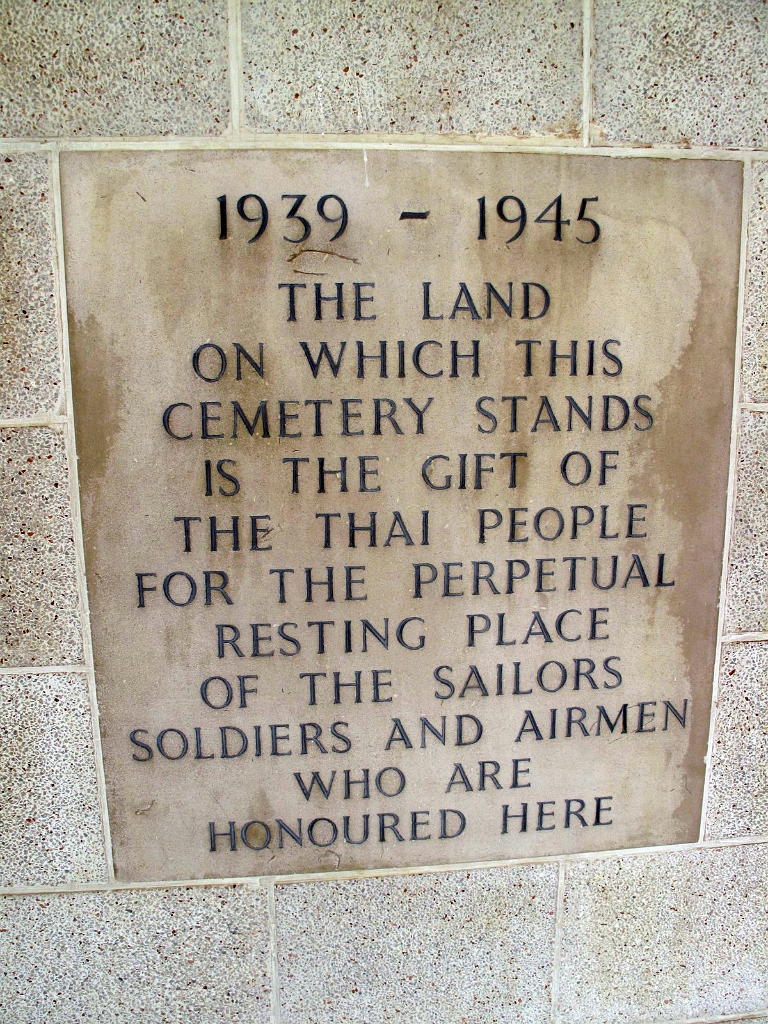 1939 - 1945
THE LAND
ON WHICH THIS
CEMETERY STANDS
IS THE GIFT OF
THE THAI PEOPLE
FOR THE PERPETUAL
RESTING PLACE
OF THE SAILORS
SOLDIERS AND AIRMEN
WHO ARE
HONOURED HERE